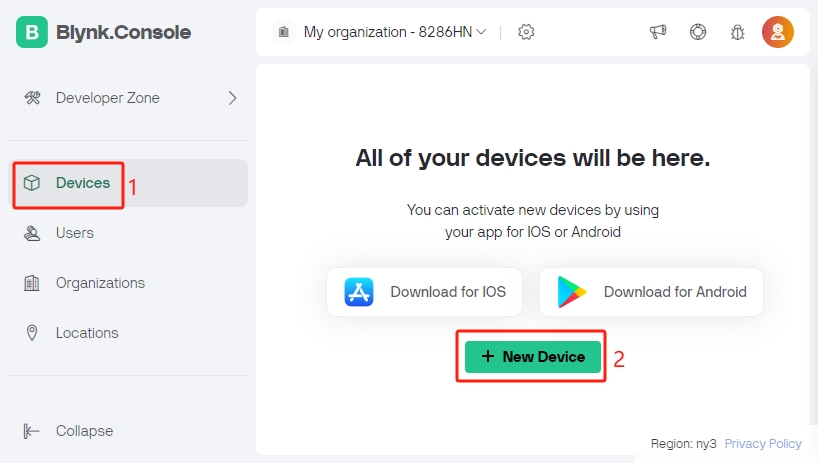 B Blynk.Console
My organization - 8286HN
Developer Zone
Devices 1
Users
Organizations
Locations
Collapse
All of your devices will be here.
You can activate new devices by using
your app for IOS or Android
Download for IOS
Download for Android
+ New Device 2
Region: ny3 Privacy Policy